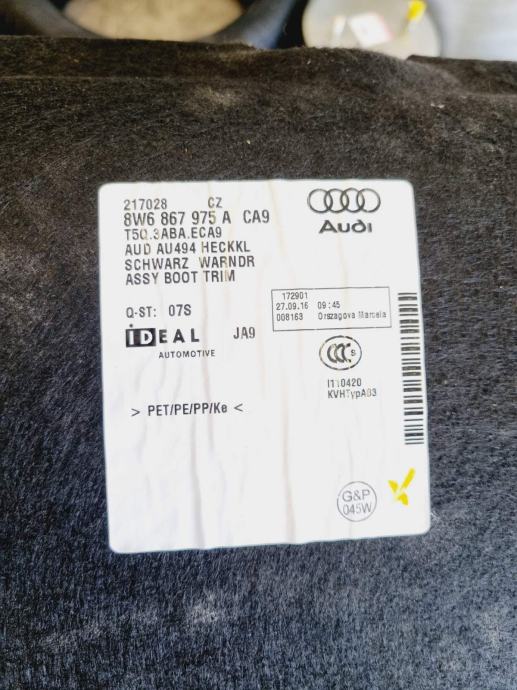 217028 CZ
8W6 867 975 A CA9
T5Q.3ABA.ECA9
AUD AU494 HECKKL
SCHWARZ WARNDR
ASSY BOOT TRIM
Audi
Q-ST: 07S
172901
27.09.16 09:45
008163 Orszagova Marcela
iDEAL JA9
AUTOMOTIVE
CCC S
I110420
KVHTypA03
> PET/PE/PP/Ke <
G&P
045W